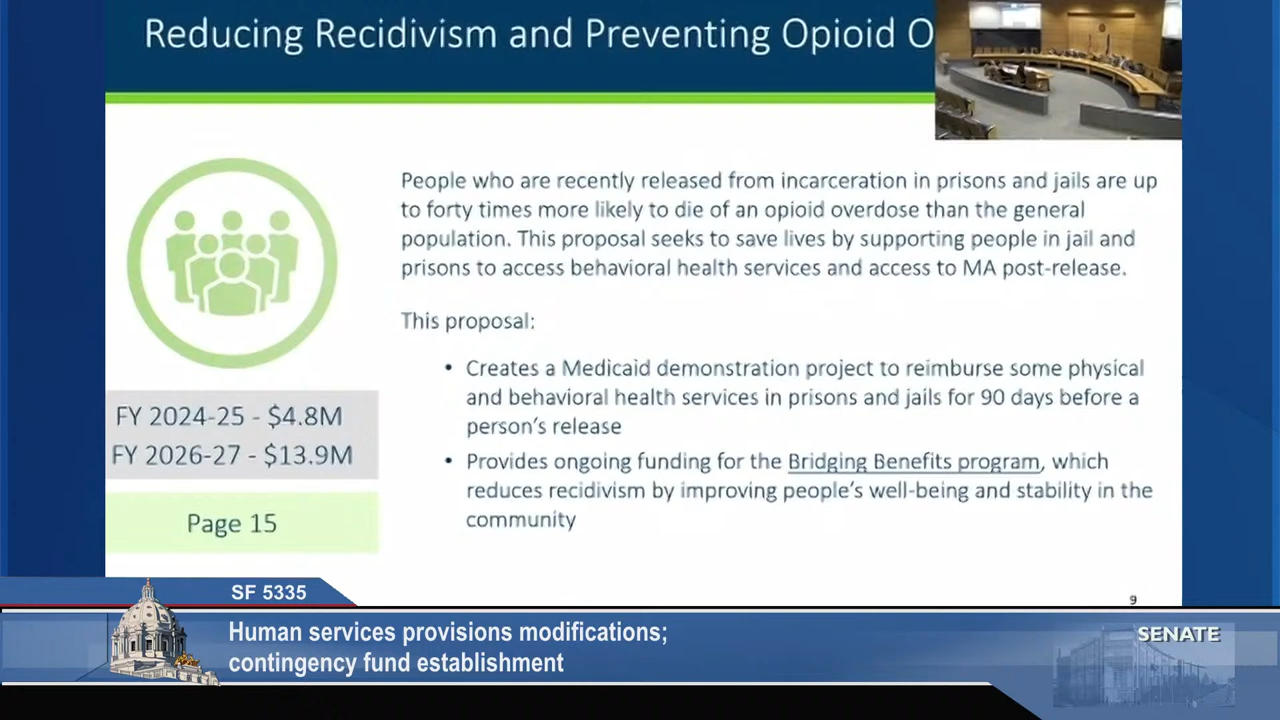 Reducing Recidivism and Preventing Opioid O
People who are recently released from incarceration in prisons and jails are up
to forty times more likely to die of an opioid overdose than the general
population. This proposal seeks to save lives by supporting people in jail and
prisons to access behavioral health services and access to MA post-release.
This proposal:
• Creates a Medicaid demonstration project to reimburse some physical
and behavioral health services in prisons and jails for 90 days before a
person's release
• Provides ongoing funding for the Bridging Benefits program, which
reduces recidivism by improving people's well-being and stability in the
community
FY 2024-25 - $4.8M
FY 2026-27 - $13.9M
Page 15
9
SF 5335
Human services provisions modifications;
contingency fund establishment
SENATE